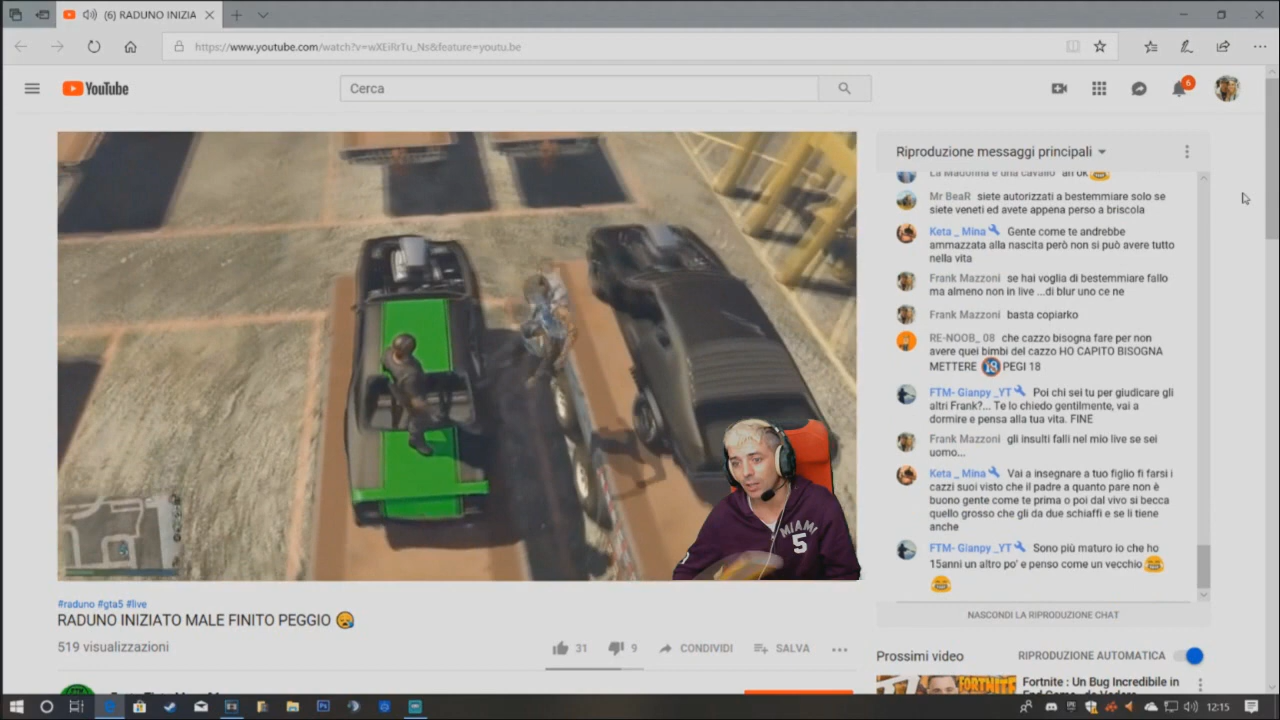 (6) RADUNO INIZIA
https://www.youtube.com/watch?v=wXEiRrTu_Ns&feature=youtu.be
YouTube
Cerca
6
Riproduzione messaggi principali
La Madonna è una cavallo an ok
Mr BeaR siete autorizzati a bestemmiare solo se
siete veneti ed avete appena perso a briscola
Keta _ Mina Gente come te andrebbe
ammazzata alla nascita però non si può avere tutto
nella vita
Frank Mazzoni se hai voglia di bestemmiare fallo
ma almeno non in live ...di blur uno ce ne
Frank Mazzoni basta copiarko
RE-NOOB_ 08 che cazzo bisogna fare per non
avere quei bimbi del cazzo HO CAPITO BISOGNA
METTERE 🔞 PEGI 18
FTM- Gianpy _YT Poi chi sei tu per giudicare gli
altri Frank?... Te lo chiedo gentilmente, vai a
dormire e pensa alla tua vita. FINE
Frank Mazzoni gli insulti falli nel mio live se sei
uomo...
Keta _ Mina Vai a insegnare a tuo figlio fi farsi i
cazzi suoi visto che il padre a quanto pare non è
buono gente come te prima o poi dal vivo si becca
quello grosso che gli da due schiaffi e se li tiene
anche
FTM- Gianpy _YT Sono più maturo io che ho
15anni un altro po' e penso come un vecchio 😂
😂
NASCONDI LA RIPRODUZIONE CHAT
MIAMI
5
#raduno #gta5 #live
RADUNO INIZIATO MALE FINITO PEGGIO 😪
519 visualizzazioni
31
9
CONDIVIDI
SALVA
Prossimi video
RIPRODUZIONE AUTOMATICA
FORTNITE
Fortnite : Un Bug Incredibile in
12:15